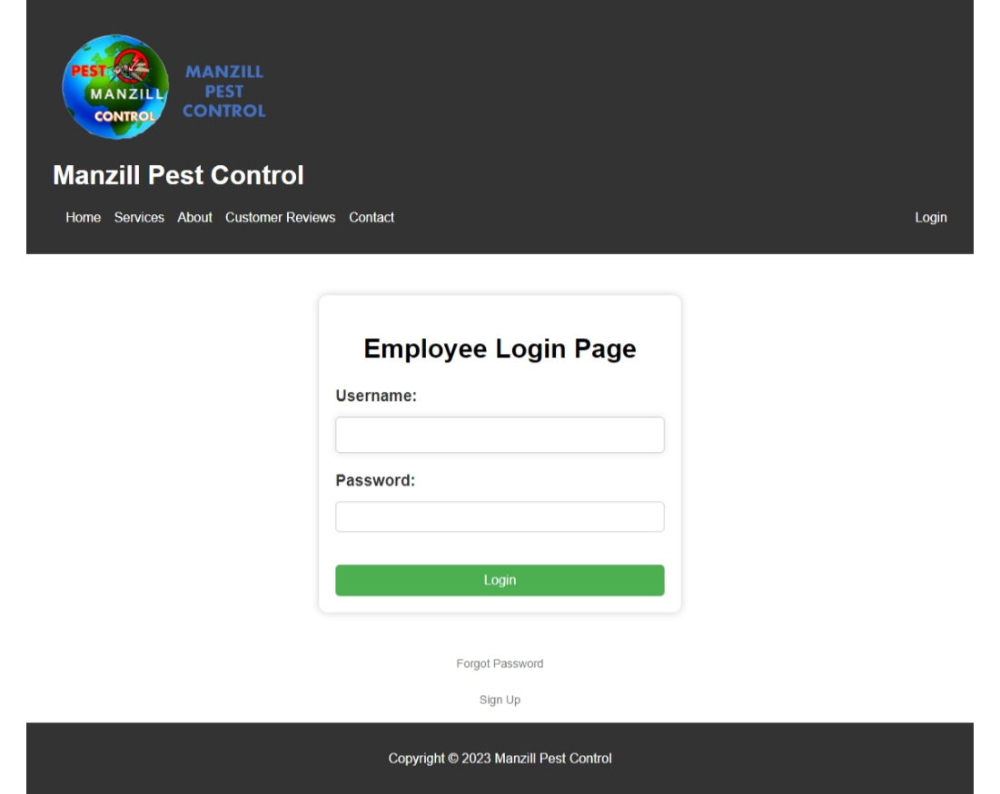 PEST
MANZILL
CONTROL
MANZILL
PEST
CONTROL
Manzill Pest Control
Home Services About Customer Reviews Contact Login
Employee Login Page
Username:
Password:
Login
Forgot Password
Sign Up
Copyright © 2023 Manzill Pest Control